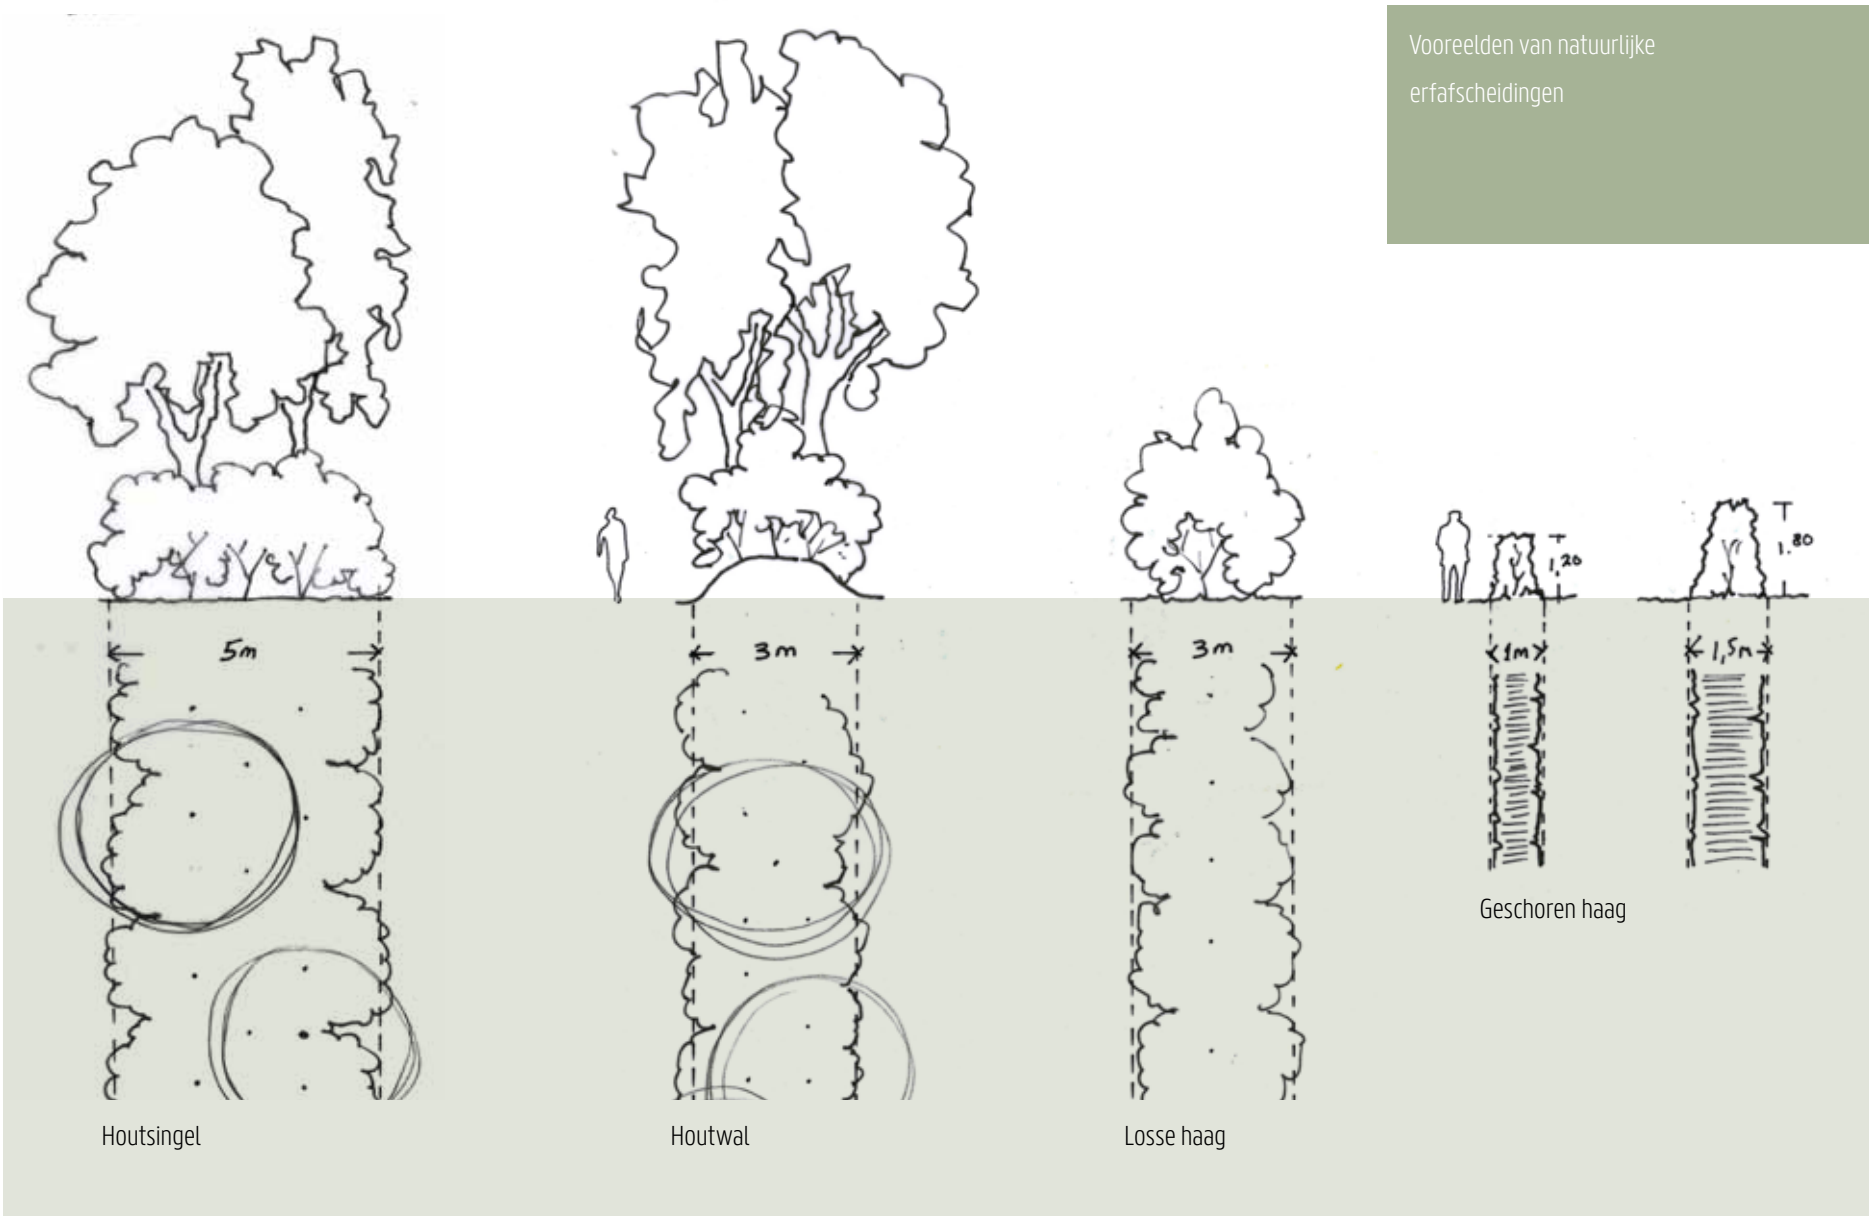 Vooreelden van natuurlijke
erfafscheidingen
1,20
1.80
5m
3m
3m
1m
1,5m
Geschoren haag
Houtsingel
Houtwal
Losse haag